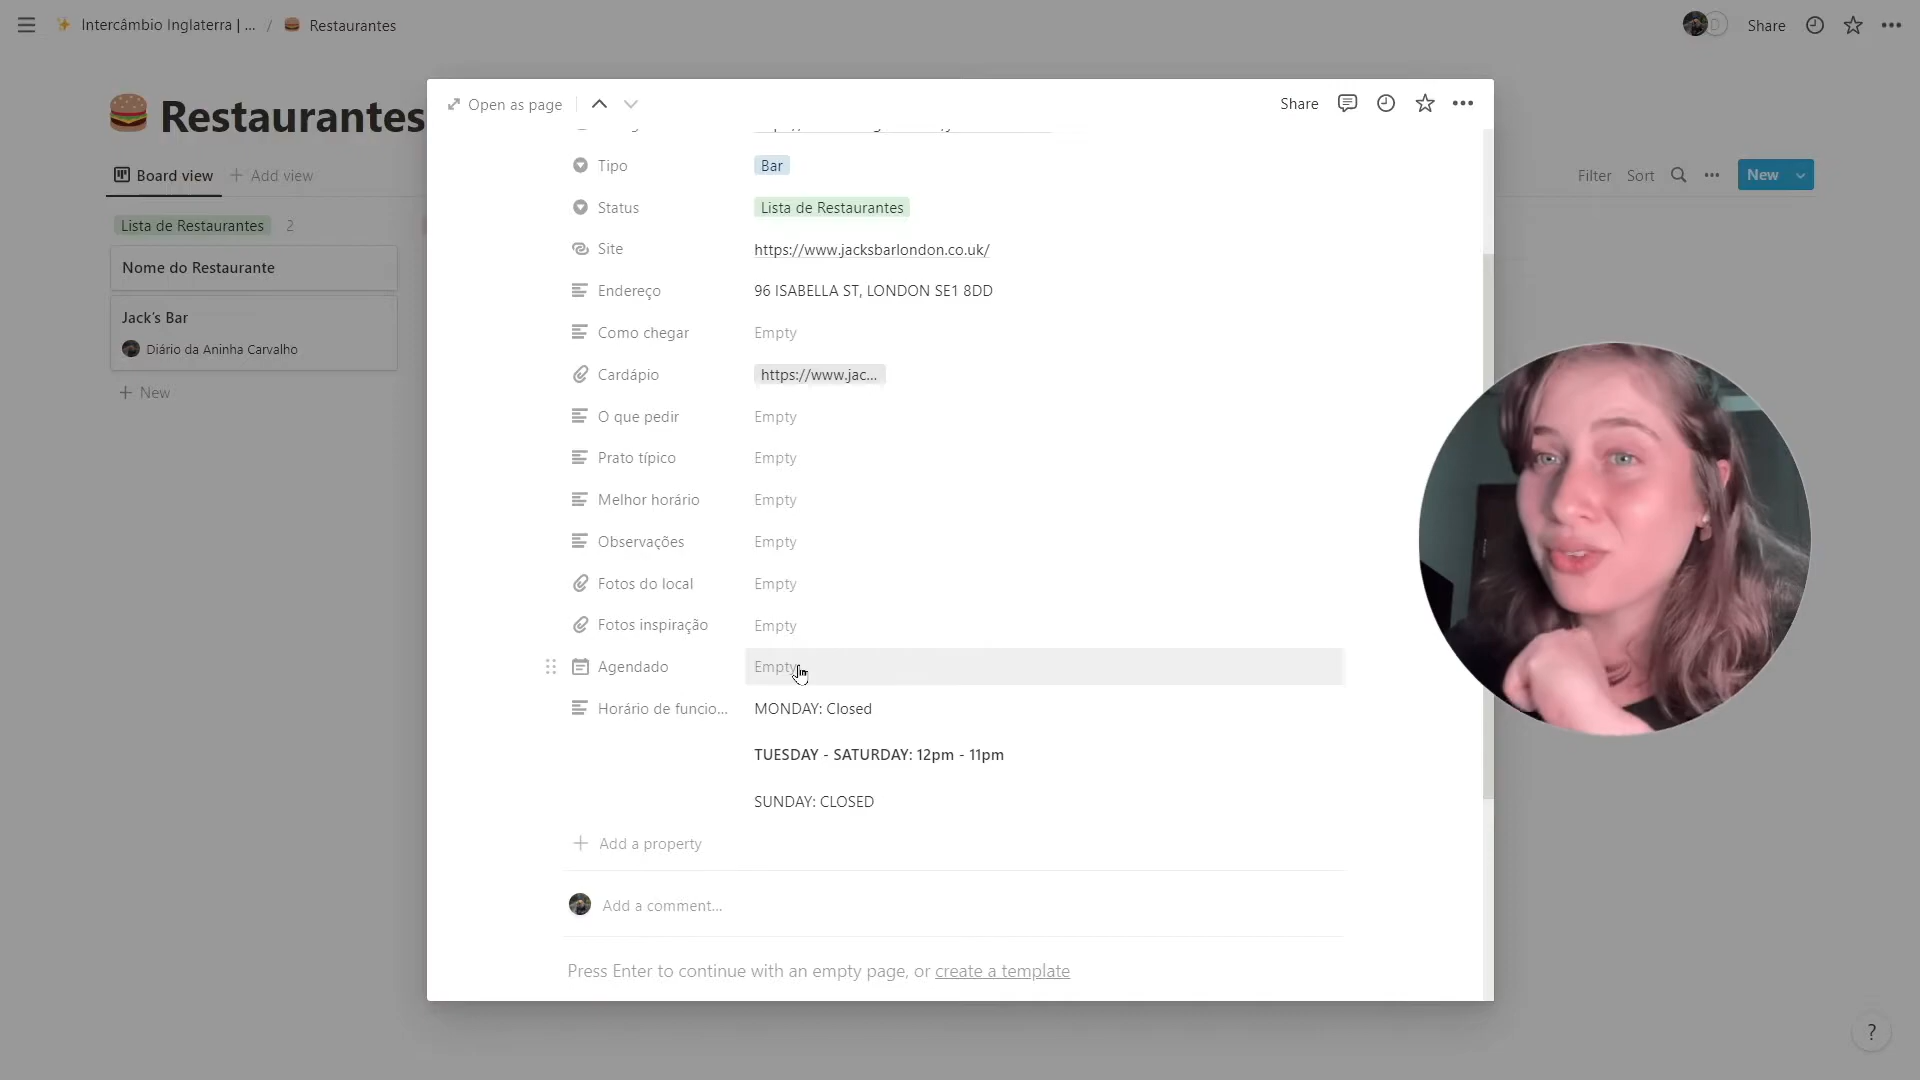 Intercâmbio Inglaterra | ... / Restaurantes
Share
Restaurantes
Board view
Add view
Filter
Sort
New
Lista de Restaurantes 2
Nome do Restaurante
Jack's Bar
Diário da Aninha Carvalho
New
Open as page
Share
Tipo Bar
Status Lista de Restaurantes
Site https://www.jacksbarlondon.co.uk/
Endereço 96 ISABELLA ST, LONDON SE1 8DD
Como chegar Empty
Cardápio https://www.jac...
O que pedir Empty
Prato típico Empty
Melhor horário Empty
Observações Empty
Fotos do local Empty
Fotos inspiração Empty
Agendado Empty
Horário de funcio... MONDAY: Closed
TUESDAY - SATURDAY: 12pm - 11pm
SUNDAY: CLOSED
Add a property
Add a comment...
Press Enter to continue with an empty page, or create a template
?